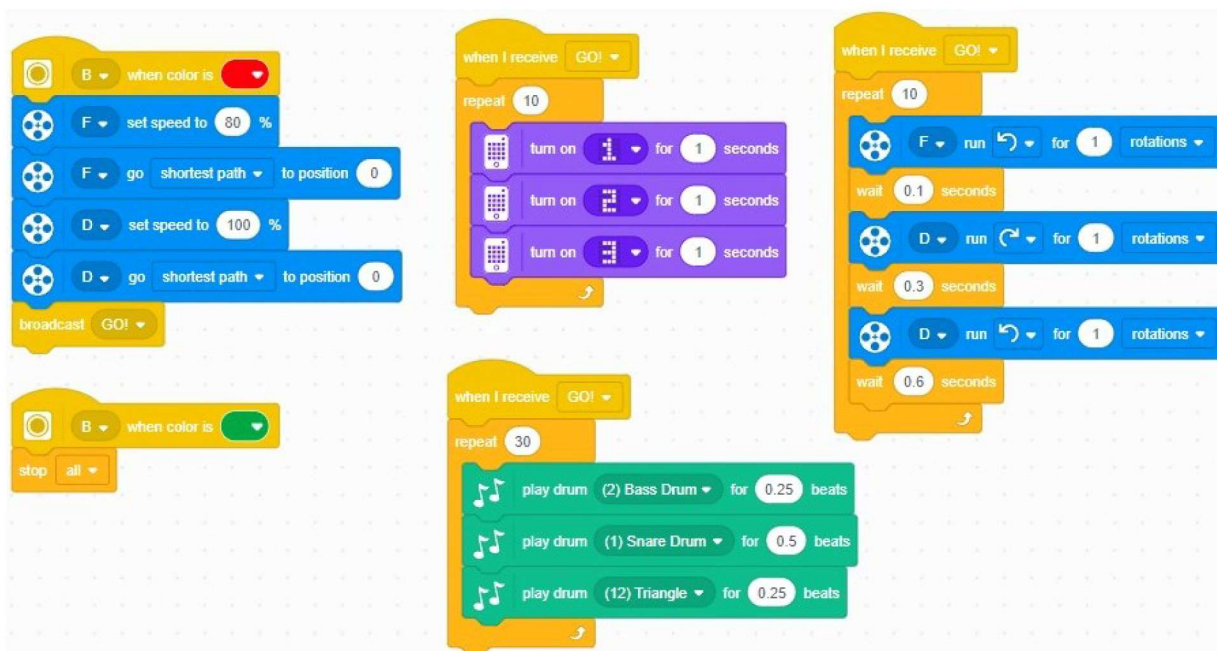 B when color is
F set speed to 80 %
F go shortest path to position 0
D set speed to 100 %
D go shortest path to position 0
broadcast GO!
B when color is
stop all
when I receive GO!
repeat 10
turn on 1 for 1 seconds
turn on 2 for 1 seconds
turn on 3 for 1 seconds
when I receive GO!
repeat 30
play drum (2) Bass Drum for 0.25 beats
play drum (1) Snare Drum for 0.5 beats
play drum (12) Triangle for 0.25 beats
when I receive GO!
repeat 10
F run for 1 rotations
wait 0.1 seconds
D run for 1 rotations
wait 0.3 seconds
D run for 1 rotations
wait 0.6 seconds